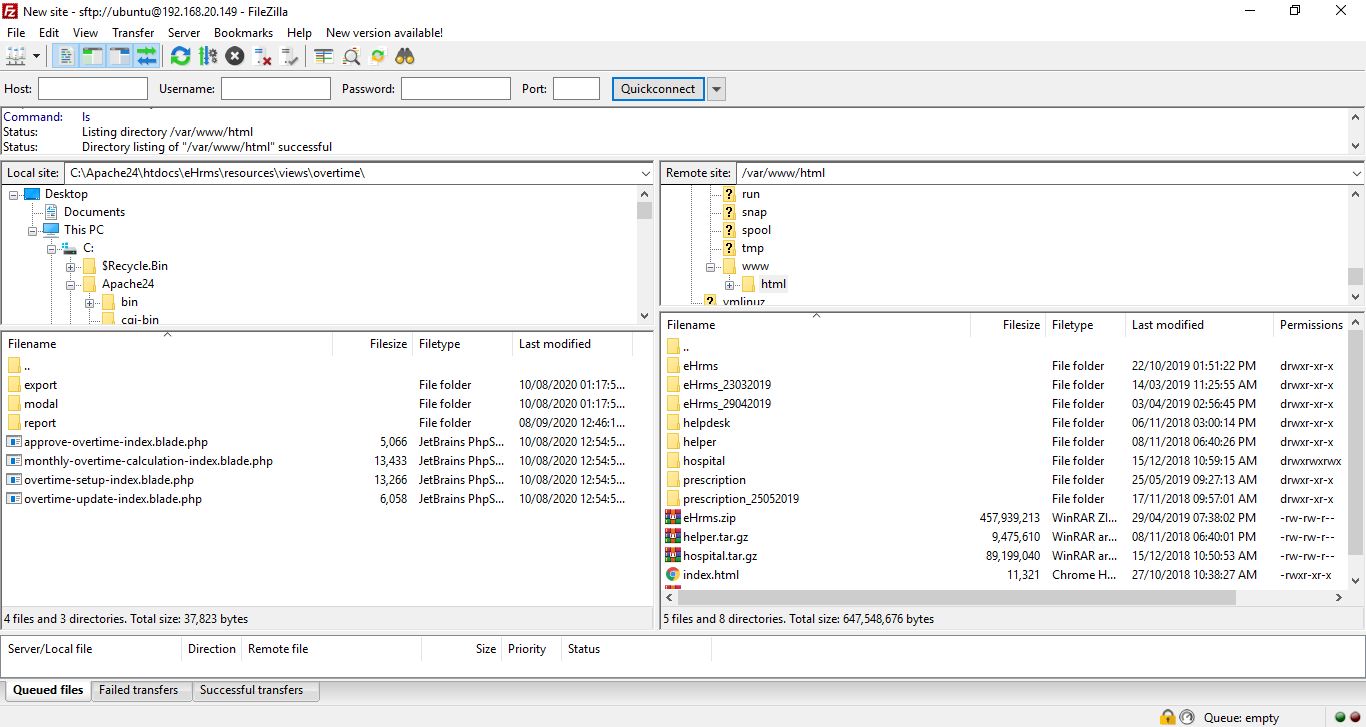 New site - sftp://ubuntu@192.168.20.149 - FileZilla
File Edit View Transfer Server Bookmarks Help New version available!
Host: Username: Password: Port: Quickconnect
Command: ls
Status: Listing directory /var/www/html
Status: Directory listing of "/var/www/html" successful
Local site: C:\Apache24\htdocs\eHrms\resources\views\overtime\
Desktop
Documents
This PC
C:
$Recycle.Bin
Apache24
bin
cgi-bin
Remote site: /var/www/html
run
snap
spool
tmp
www
html
vmlinuz
Filename Filesize Filetype Last modified
..
export File folder 10/08/2020 01:17:5...
modal File folder 10/08/2020 01:17:5...
report File folder 08/09/2020 12:46:1...
approve-overtime-index.blade.php 5,066 JetBrains PhpS... 10/08/2020 12:54:5...
monthly-overtime-calculation-index.blade.php 13,433 JetBrains PhpS... 10/08/2020 12:54:5...
overtime-setup-index.blade.php 13,266 JetBrains PhpS... 10/08/2020 12:54:5...
overtime-update-index.blade.php 6,058 JetBrains PhpS... 10/08/2020 12:54:5...
4 files and 3 directories. Total size: 37,823 bytes
Filename Filesize Filetype Last modified Permissions
..
eHrms File folder 22/10/2019 01:51:22 PM drwxr-xr-x
eHrms_23032019 File folder 14/03/2019 11:25:55 AM drwxr-xr-x
eHrms_29042019 File folder 03/04/2019 02:56:45 PM drwxr-xr-x
helpdesk File folder 06/11/2018 03:00:14 PM drwxr-xr-x
helper File folder 08/11/2018 06:40:26 PM drwxr-xr-x
hospital File folder 15/12/2018 10:59:15 AM drwxrwxrwx
prescription File folder 25/05/2019 09:27:13 AM drwxr-xr-x
prescription_25052019 File folder 17/11/2018 09:57:01 AM drwxr-xr-x
eHrms.zip 457,939,213 WinRAR ZI... 29/04/2019 07:38:02 PM -rw-rw-r--
helper.tar.gz 9,475,610 WinRAR ar... 08/11/2018 06:40:01 PM -rw-rw-r--
hospital.tar.gz 89,199,040 WinRAR ar... 15/12/2018 10:50:53 AM -rw-rw-r--
index.html 11,321 Chrome H... 27/10/2018 10:38:27 AM -rwxr-xr-x
5 files and 8 directories. Total size: 647,548,676 bytes
Server/Local file Direction Remote file Size Priority Status
Queued files Failed transfers Successful transfers
Queue: empty